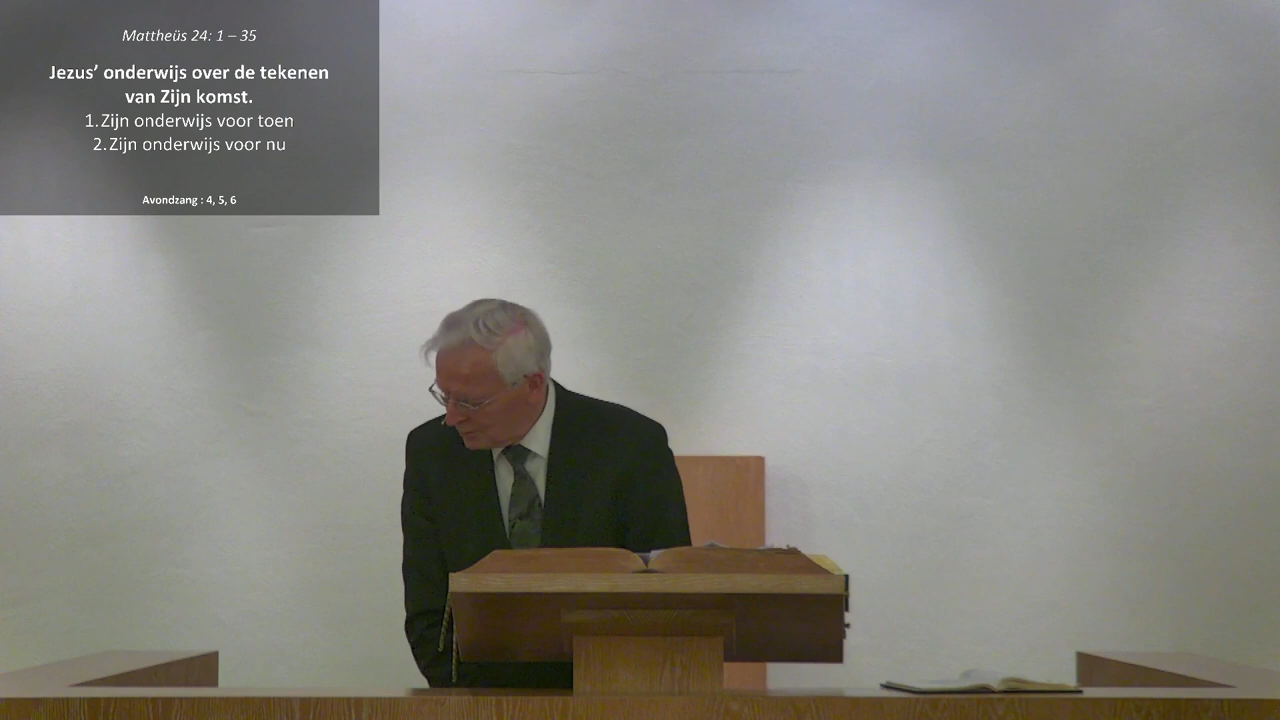 Mattheüs 24: 1 – 35
Jezus’ onderwijs over de tekenen
van Zijn komst.
1. Zijn onderwijs voor toen
2. Zijn onderwijs voor nu
Avondzang : 4, 5, 6